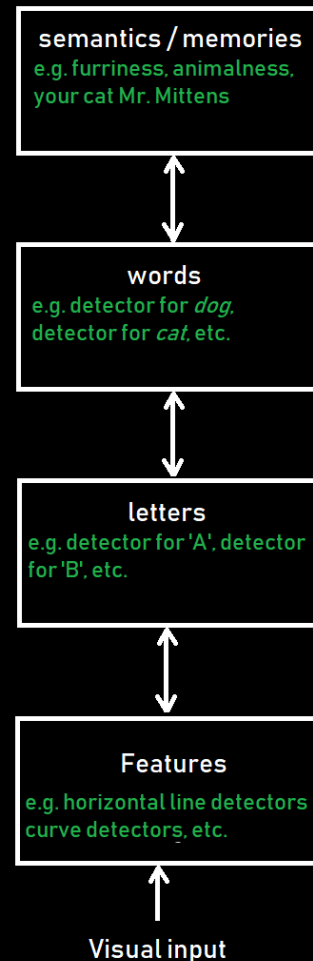 semantics / memories
e.g. furriness, animalness,
your cat Mr. Mittens
words
e.g. detector for dog,
detector for cat, etc.
letters
e.g. detector for 'A', detector
for 'B', etc.
Features
e.g. horizontal line detectors
curve detectors, etc.
Visual input